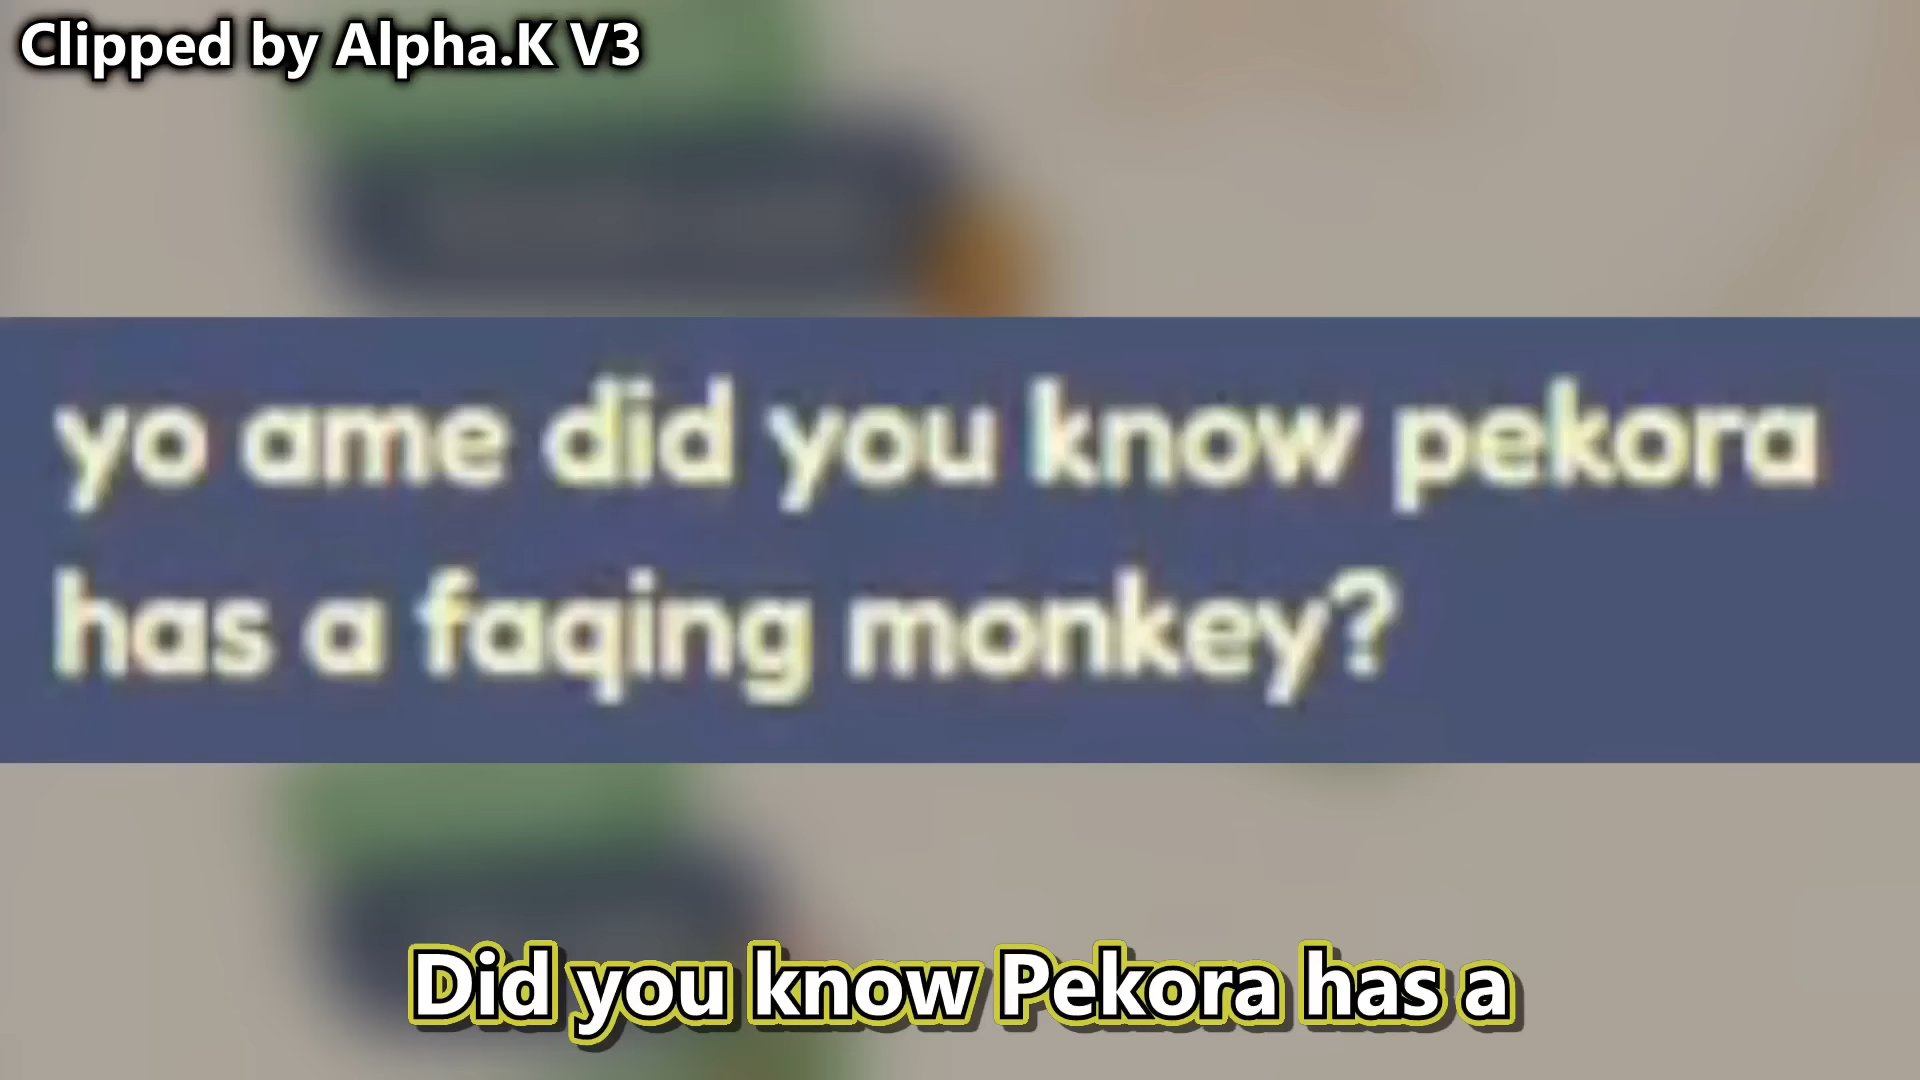 Clipped by Alpha.K V3
yo ame did you know pekora
has a faqing monkey?
Did you know Pekora has a